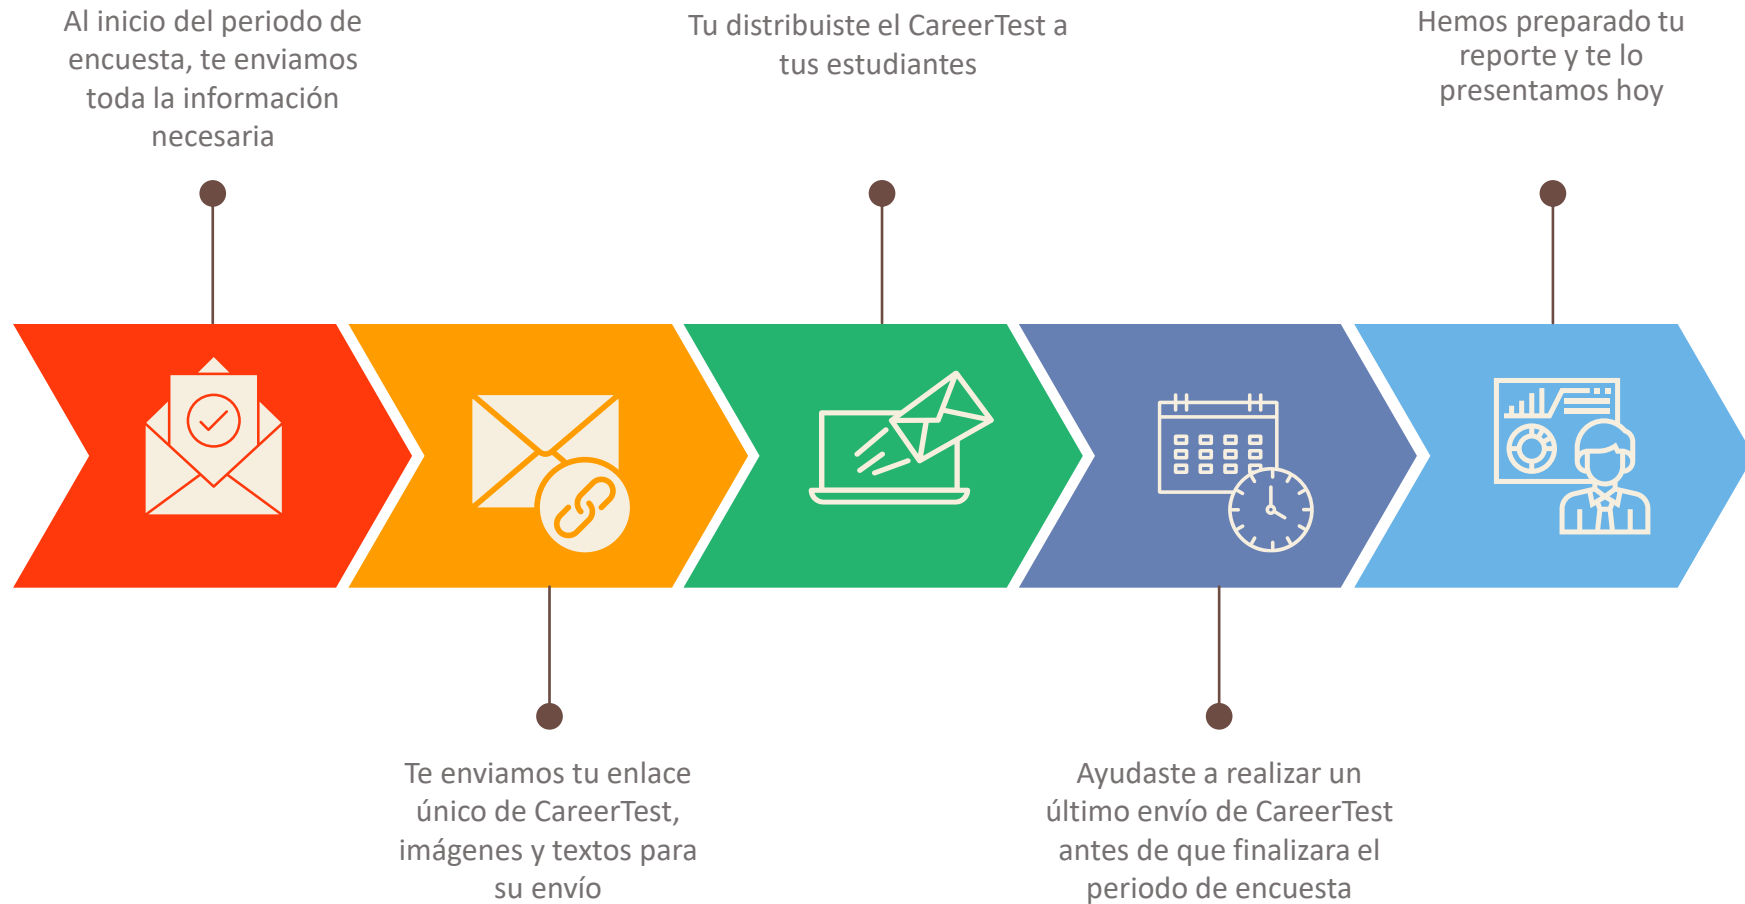 Al inicio del periodo de
encuesta, te enviamos
toda la información
necesaria
Te enviamos tu enlace
único de CareerTest,
imágenes y textos para
su envío
Tu distribuiste el CareerTest a
tus estudiantes
Ayudaste a realizar un
último envío de CareerTest
antes de que finalizara el
periodo de encuesta
Hemos preparado tu
reporte y te lo
presentamos hoy